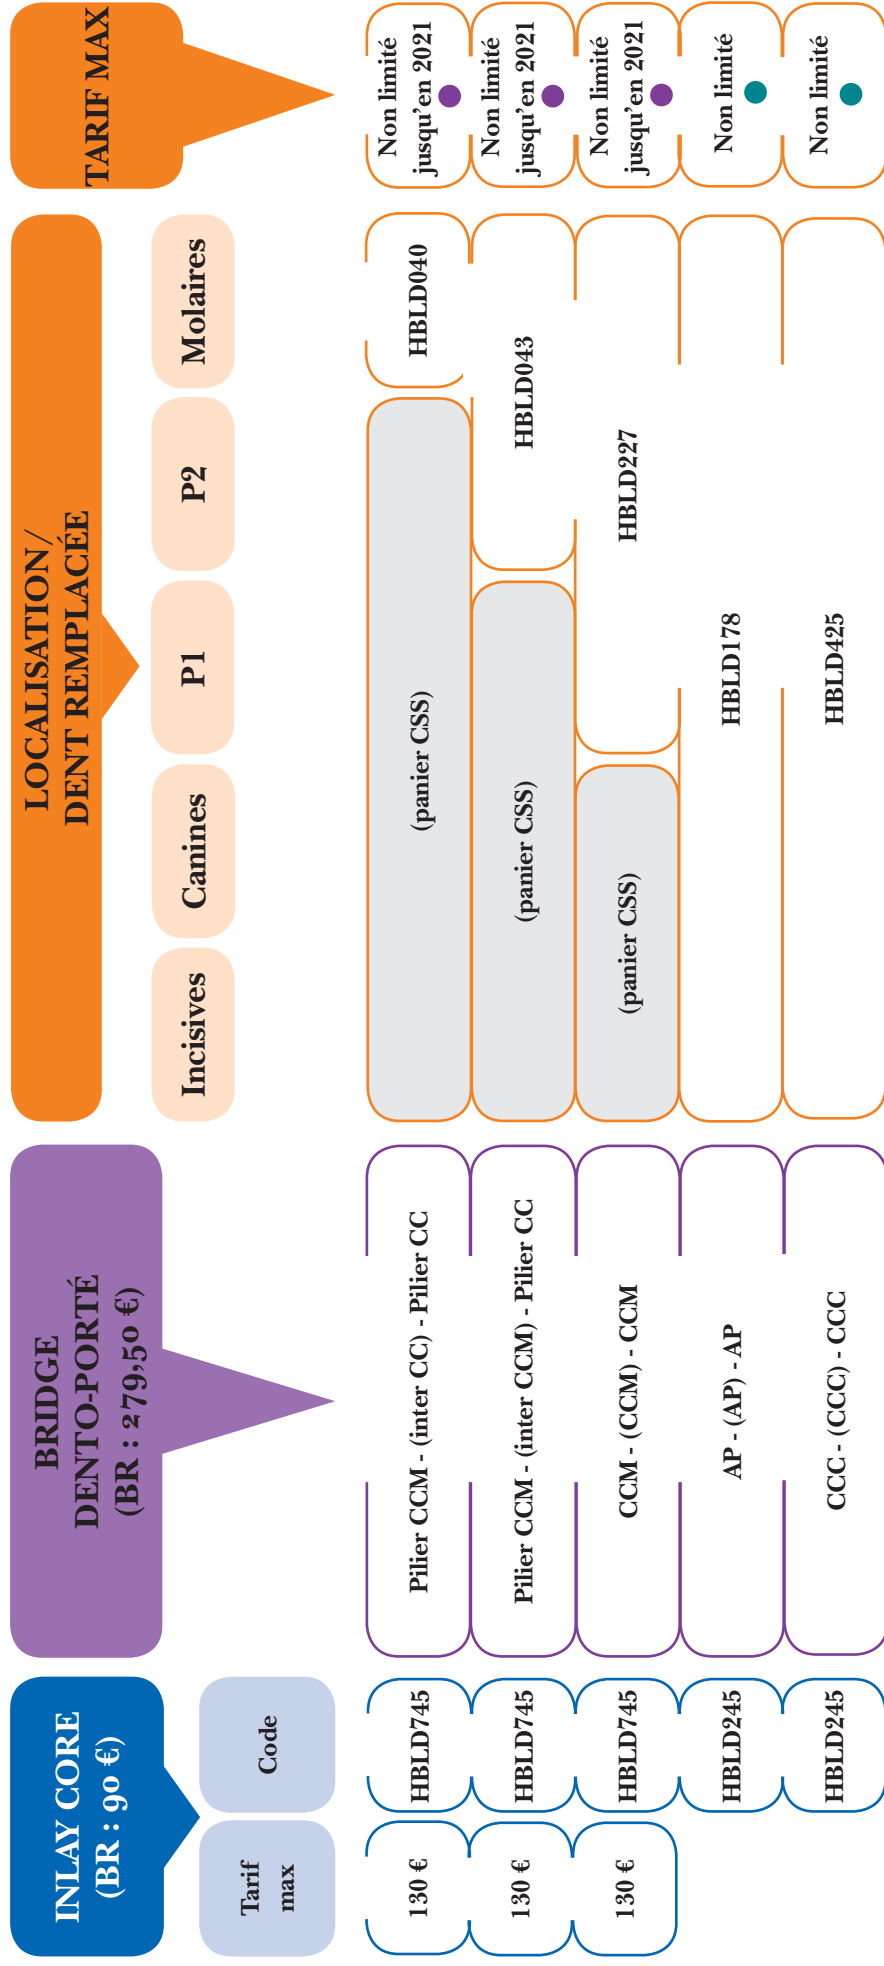 INLAY CORE
(BR : 90 €)
BRIDGE
DENTO-PORTÉ
(BR : 279,50 €)
LOCALISATION/
DENT REMPLACÉE
TARIF MAX
Tarif
max
Code
Incisives
Canines
P1
P2
Molaires
130 €
HBLD745
Pilier CCM - (inter CC) - Pilier CC
(panier CSS)
HBLD040
Non limité
jusqu'en 2021
130 €
HBLD745
Pilier CCM - (inter CCM) - Pilier CC
(panier CSS)
HBLD043
Non limité
jusqu'en 2021
130 €
HBLD745
CCM - (CCM) - CCM
(panier CSS)
HBLD227
Non limité
jusqu'en 2021
HBLD245
AP - (AP) - AP
HBLD178
Non limité
HBLD245
CCC - (CCC) - CCC
HBLD425
Non limité